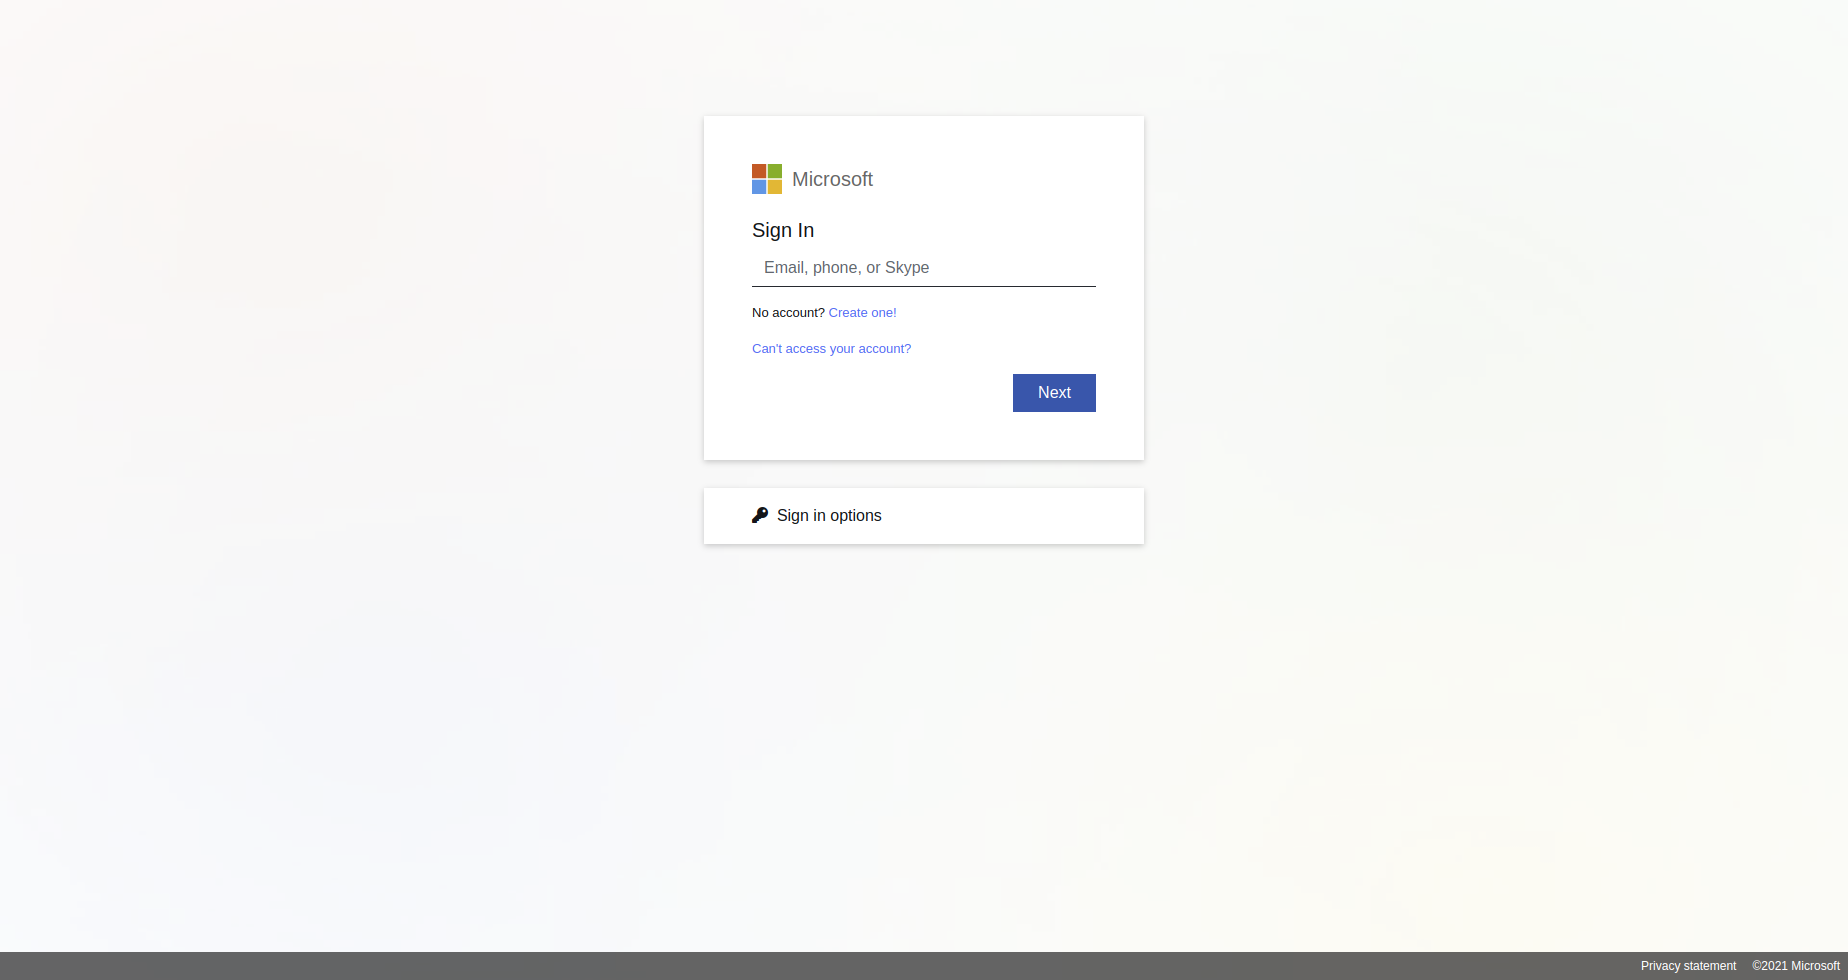 Microsoft
Sign In
Email, phone, or Skype
No account? Create one!
Can't access your account?
Next
Sign in options
Privacy statement ©2021 Microsoft